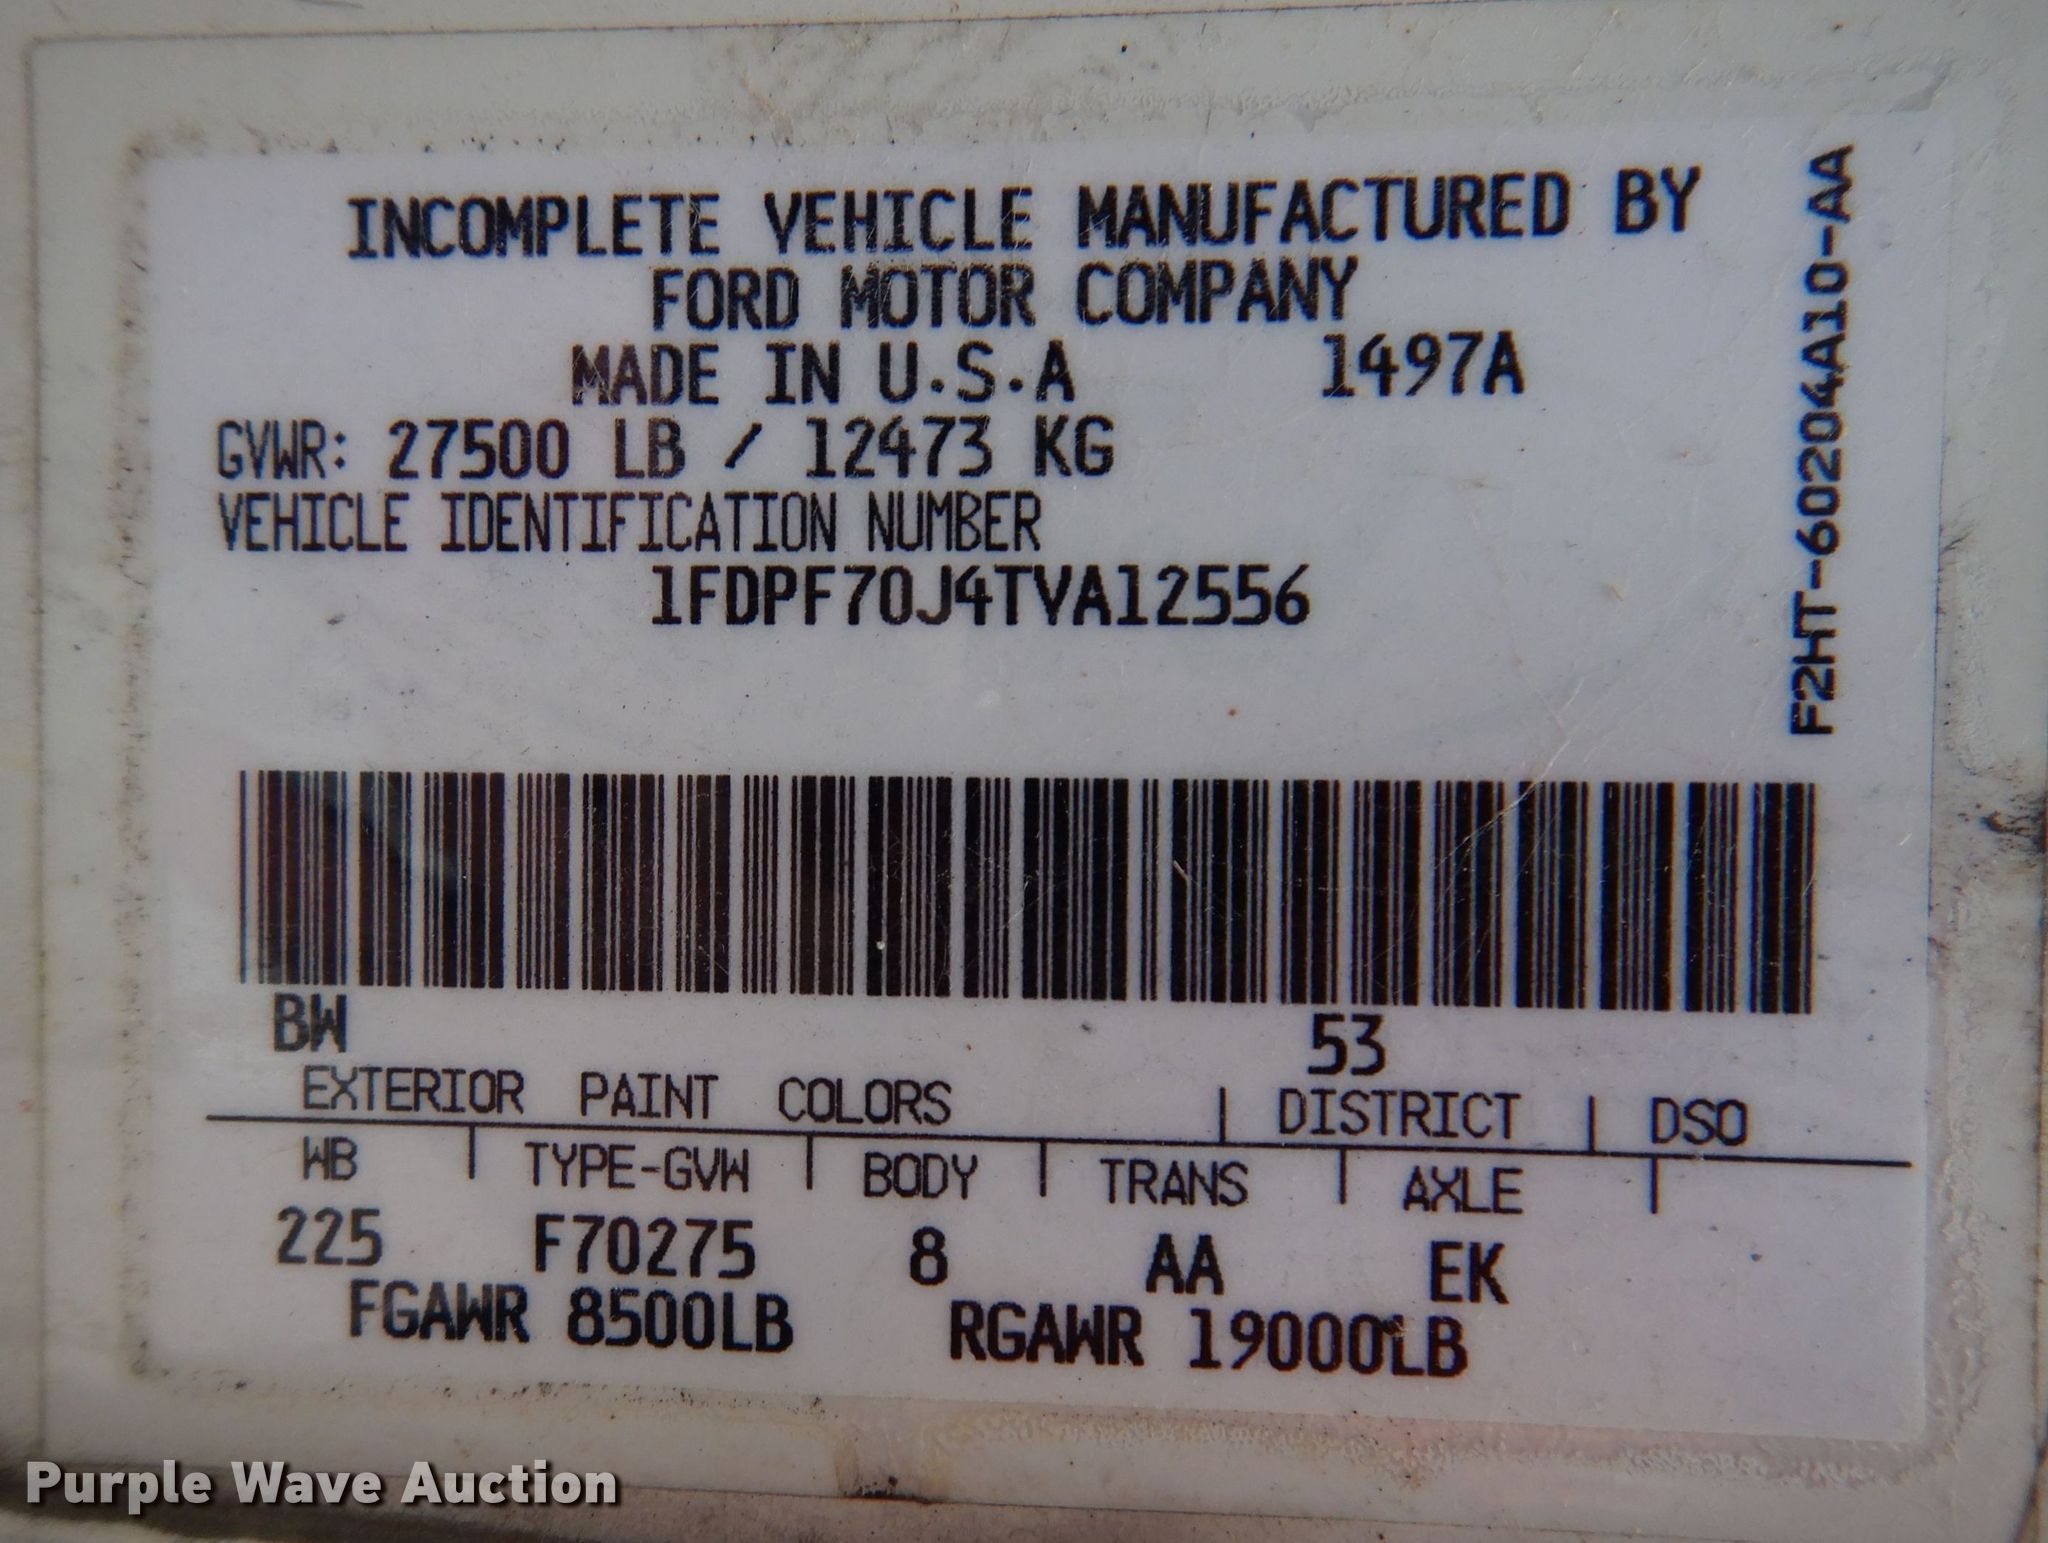 INCOMPLETE VEHICLE MANUFACTURED BY
FORD MOTOR COMPANY
MADE IN U.S.A 1497A
GVWR: 27500 LB / 12473 KG
VEHICLE IDENTIFICATION NUMBER
1FDPF70J4TVA12556
F2HT-60204A10-AA
BW 53
EXTERIOR PAINT COLORS | DISTRICT | DSO
WB | TYPE-GVW | BODY | TRANS | AXLE |
225 F70275 8 AA EK
FGAWR 8500LB RGAWR 19000LB
Purple Wave Auction